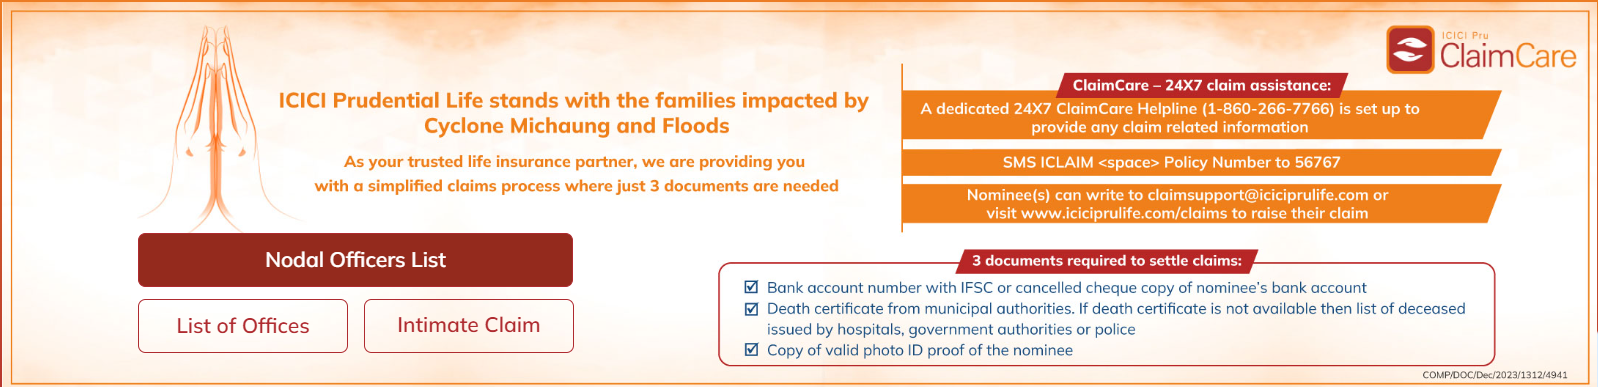 ICICI Pru
ClaimCare
ICICI Prudential Life stands with the families impacted by
Cyclone Michaung and Floods
As your trusted life insurance partner, we are providing you
with a simplified claims process where just 3 documents are needed
Nodal Officers List
List of Offices
Intimate Claim
ClaimCare – 24X7 claim assistance:
A dedicated 24X7 ClaimCare Helpline (1-860-266-7766) is set up to
provide any claim related information
SMS ICLAIM <space> Policy Number to 56767
Nominee(s) can write to claimsupport@iciciprulife.com or
visit www.iciciprulife.com/claims to raise their claim
3 documents required to settle claims:
Bank account number with IFSC or cancelled cheque copy of nominee's bank account
Death certificate from municipal authorities. If death certificate is not available then list of deceased
issued by hospitals, government authorities or police
Copy of valid photo ID proof of the nominee
COMP/DOC/Dec/2023/1312/4941